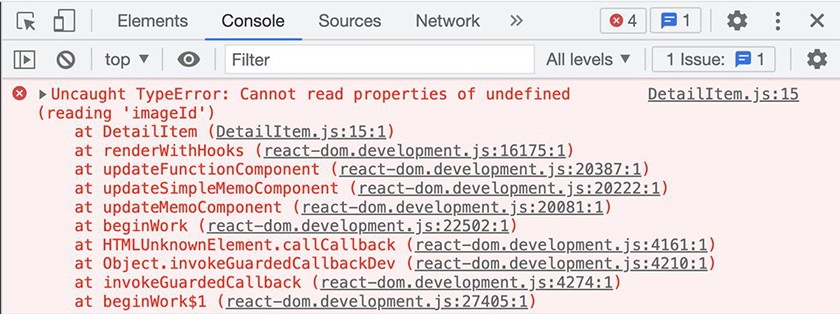 Elements Console Sources Network » 4 1
top ▼ Filter All levels ▼ 1 Issue: 1
▶Uncaught TypeError: Cannot read properties of undefined DetailItem.js:15
(reading 'imageId')
at DetailItem (DetailItem.js:15:1)
at renderWithHooks (react-dom.development.js:16175:1)
at updateFunctionComponent (react-dom.development.js:20387:1)
at updateSimpleMemoComponent (react-dom.development.js:20222:1)
at updateMemoComponent (react-dom.development.js:20081:1)
at beginWork (react-dom.development.js:22502:1)
at HTMLUnknownElement.callCallback (react-dom.development.js:4161:1)
at Object.invokeGuardedCallbackDev (react-dom.development.js:4210:1)
at invokeGuardedCallback (react-dom.development.js:4274:1)
at beginWork$1 (react-dom.development.js:27405:1)